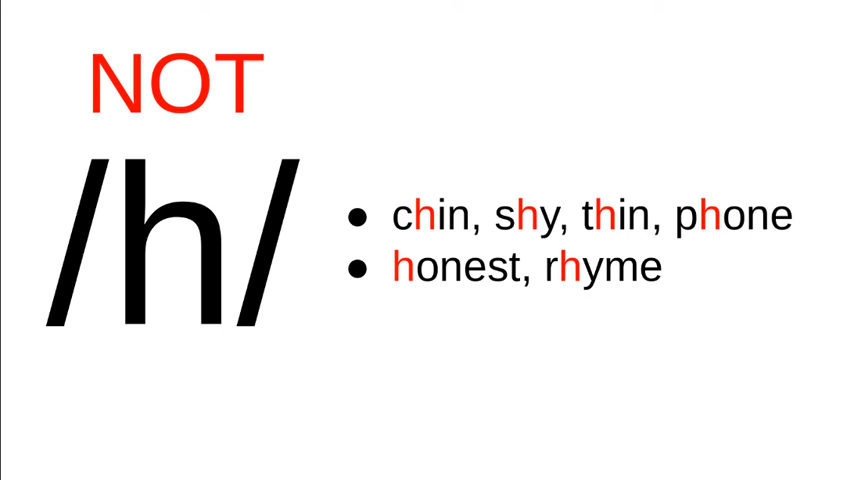 NOT
/h/
● chin, shy, thin, phone
● honest, rhyme